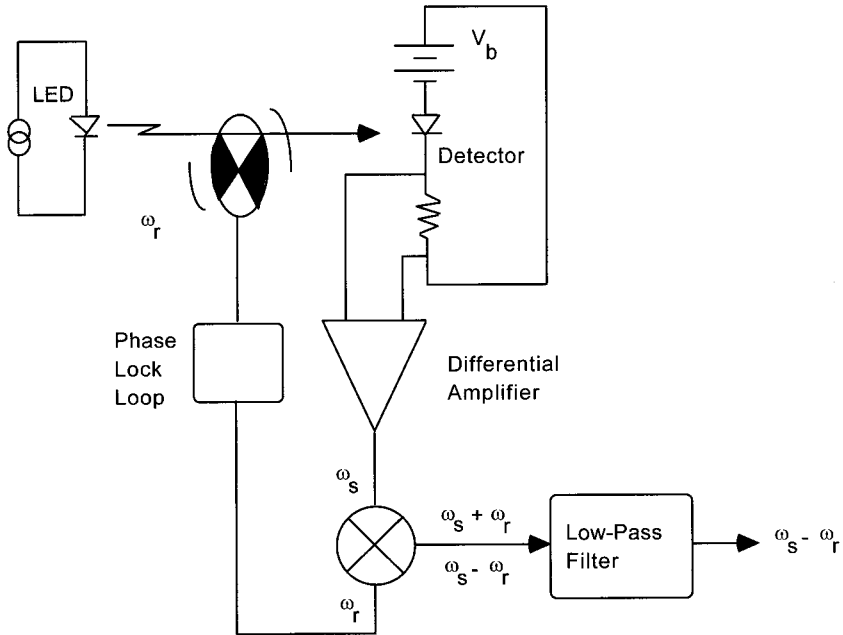 V_b
LED
Detector
ω_r
Phase
Lock
Loop
Differential
Amplifier
ω_s
ω_s + ω_r
ω_s - ω_r
Low-Pass
Filter
ω_s - ω_r
ω_r